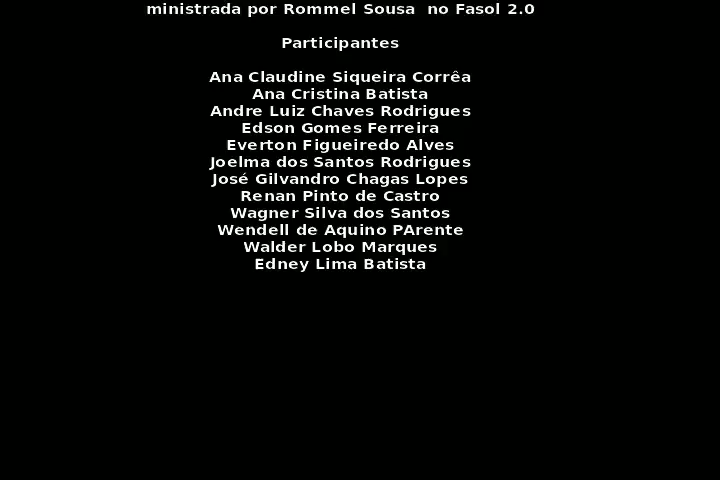 ministrada por Rommel Sousa  no Fasol 2.0
Participantes
Ana Claudine Siqueira Corrêa
Ana Cristina Batista
Andre Luiz Chaves Rodrigues
Edson Gomes Ferreira
Everton Figueiredo Alves
Joelma dos Santos Rodrigues
José Gilvandro Chagas Lopes
Renan Pinto de Castro
Wagner Silva dos Santos
Wendell de Aquino PArente
Walder Lobo Marques
Edney Lima Batista